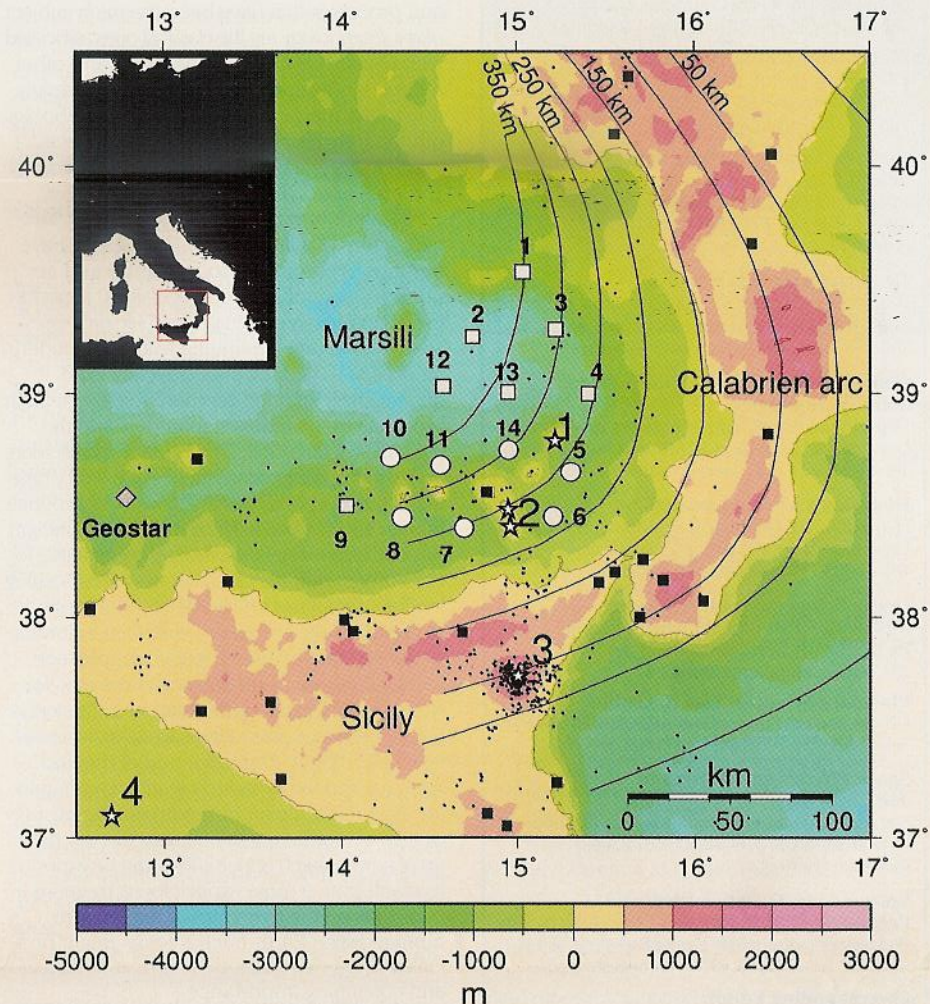 13° 14° 15° 16° 17°
350 km 250 km 150 km 50 km
40° 40°
1
2 3
Marsili
12 13 4
39° Calabrien arc 39°
10 11 14 1
5
Geostar 2
9 8 7 6
38° 38°
3
Sicily
km
4
0 50 100
37° 37°
13° 14° 15° 16° 17°
-5000 -4000 -3000 -2000 -1000 0 1000 2000 3000
m